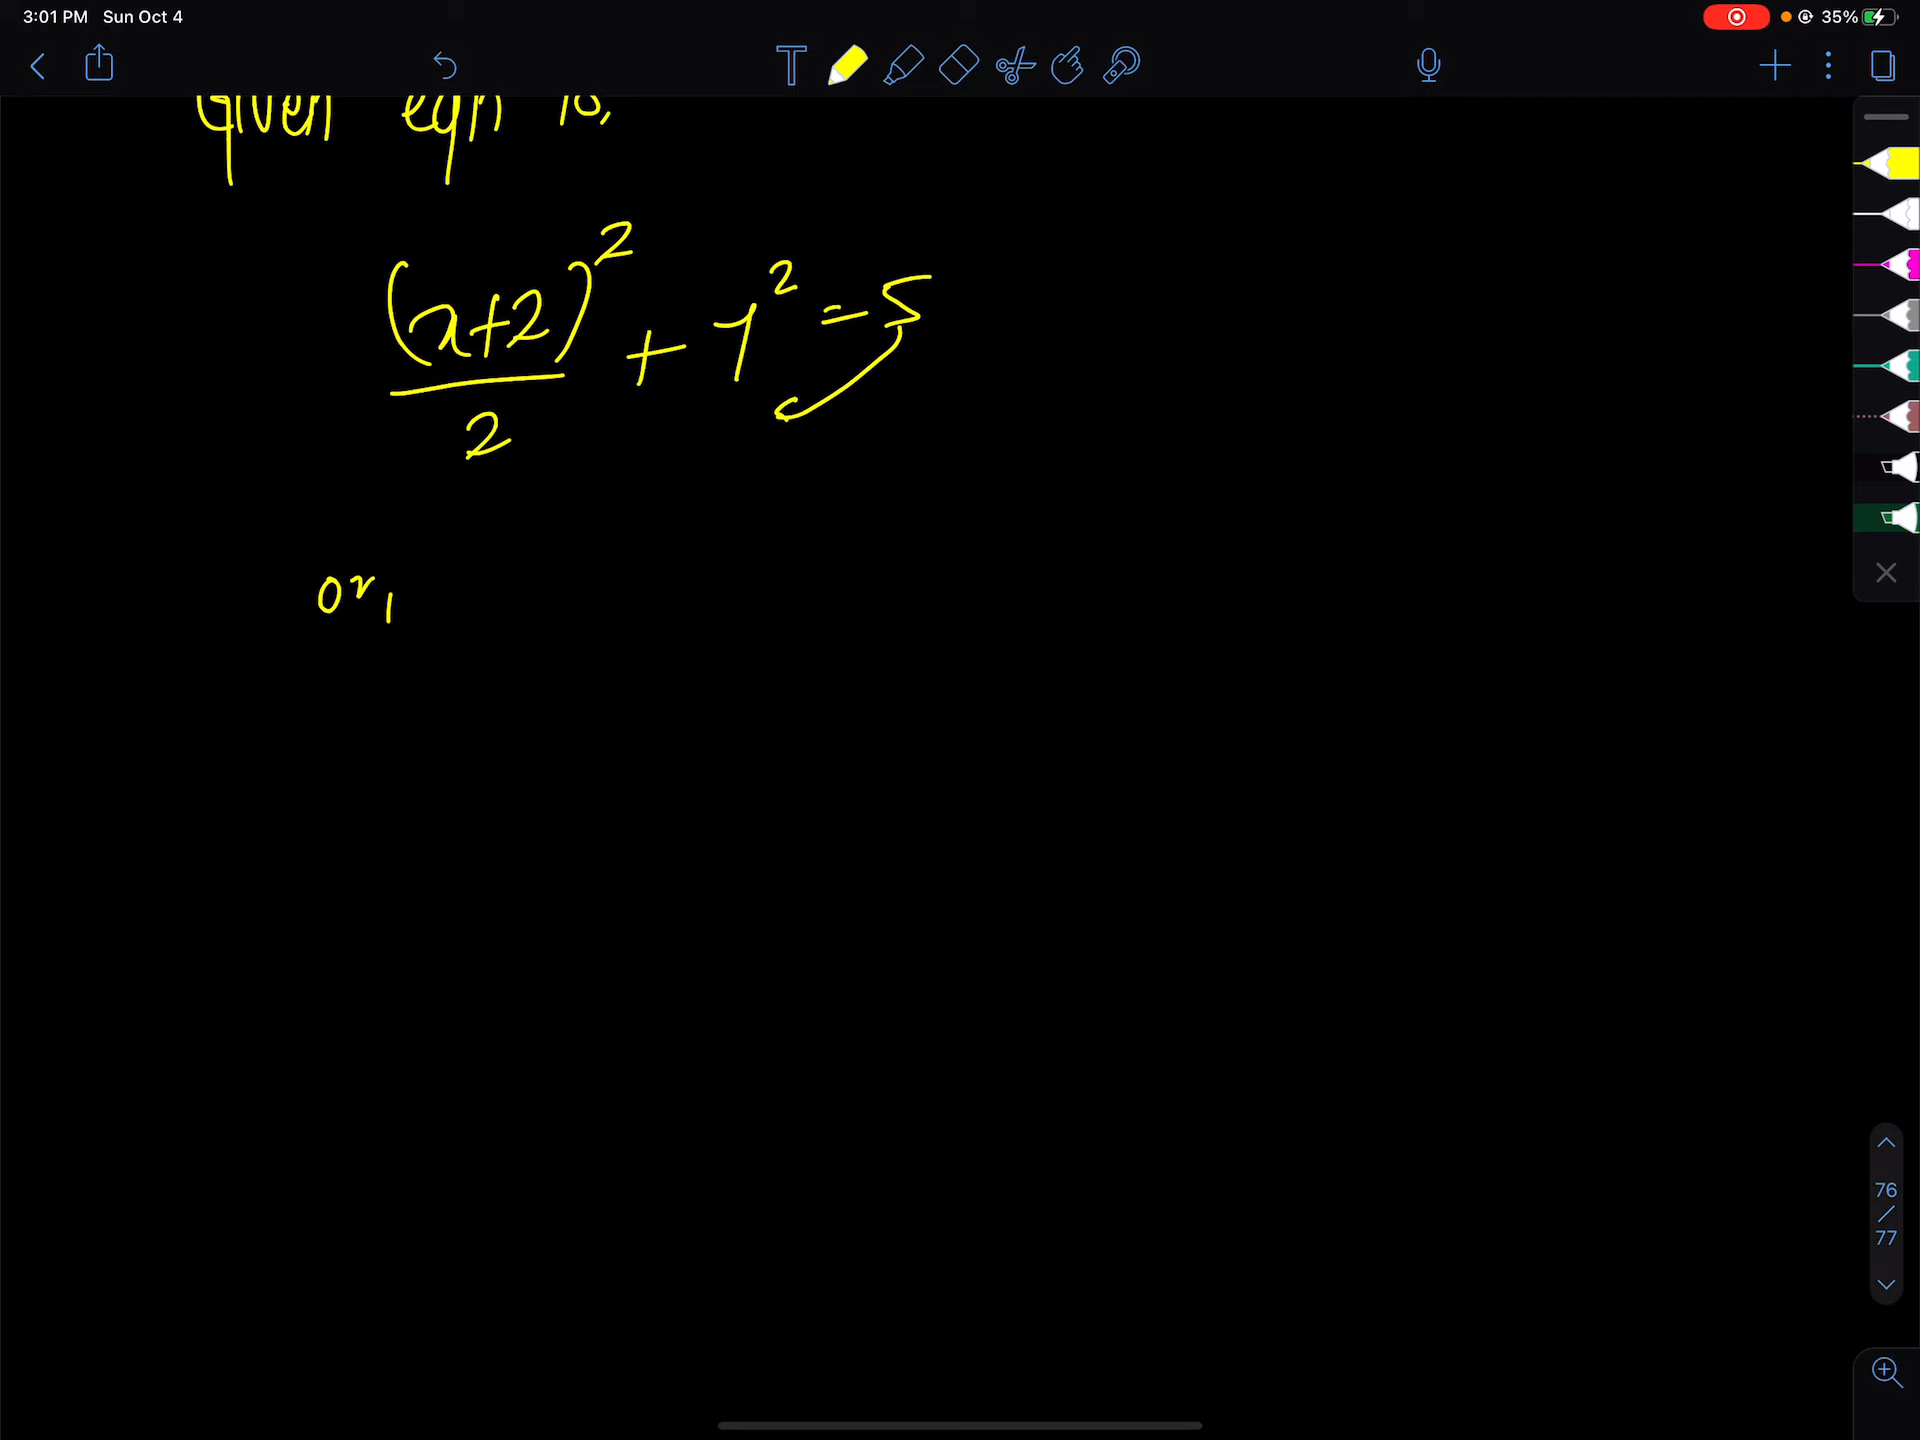 3:01 PM Sun Oct 4
35%
T
Given eqn is,
(x+2)²/2 + y² = 5
or,
76
/
77